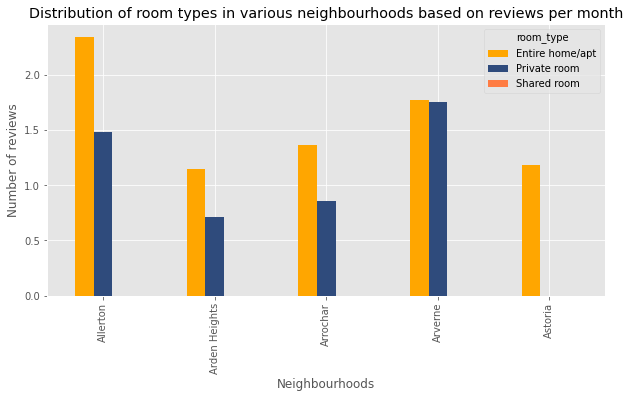 Distribution of room types in various neighbourhoods based on reviews per month
room_type
Entire home/apt
Private room
Shared room
Number of reviews
2.0
1.5
1.0
0.5
0.0
Allerton
Arden Heights
Arrochar
Arverne
Astoria
Neighbourhoods